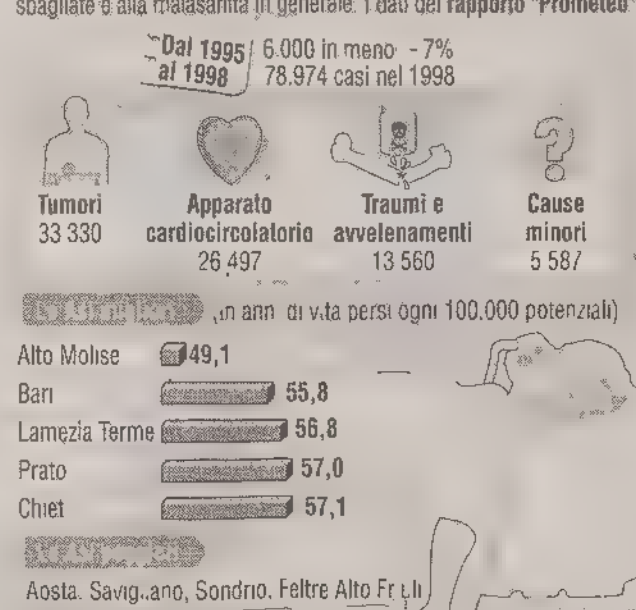 sbagliate e alla malasanità in generale. I dati del rapporto "Prometeo"
Dal 1995 al 1998
6.000 in meno -7%
78.974 casi nel 1998
Tumori
33 330
Apparato
cardiocircolatorio
26.497
Traumi e
avvelenamenti
13 560
Cause
minori
5 587
(in anni di vita persi ogni 100.000 potenziali)
Alto Molise 49,1
Bari 55,8
Lamezia Terme 56,8
Prato 57,0
Chiet 57,1
Aosta. Savigliano, Sondrio. Feltre Alto Friuli